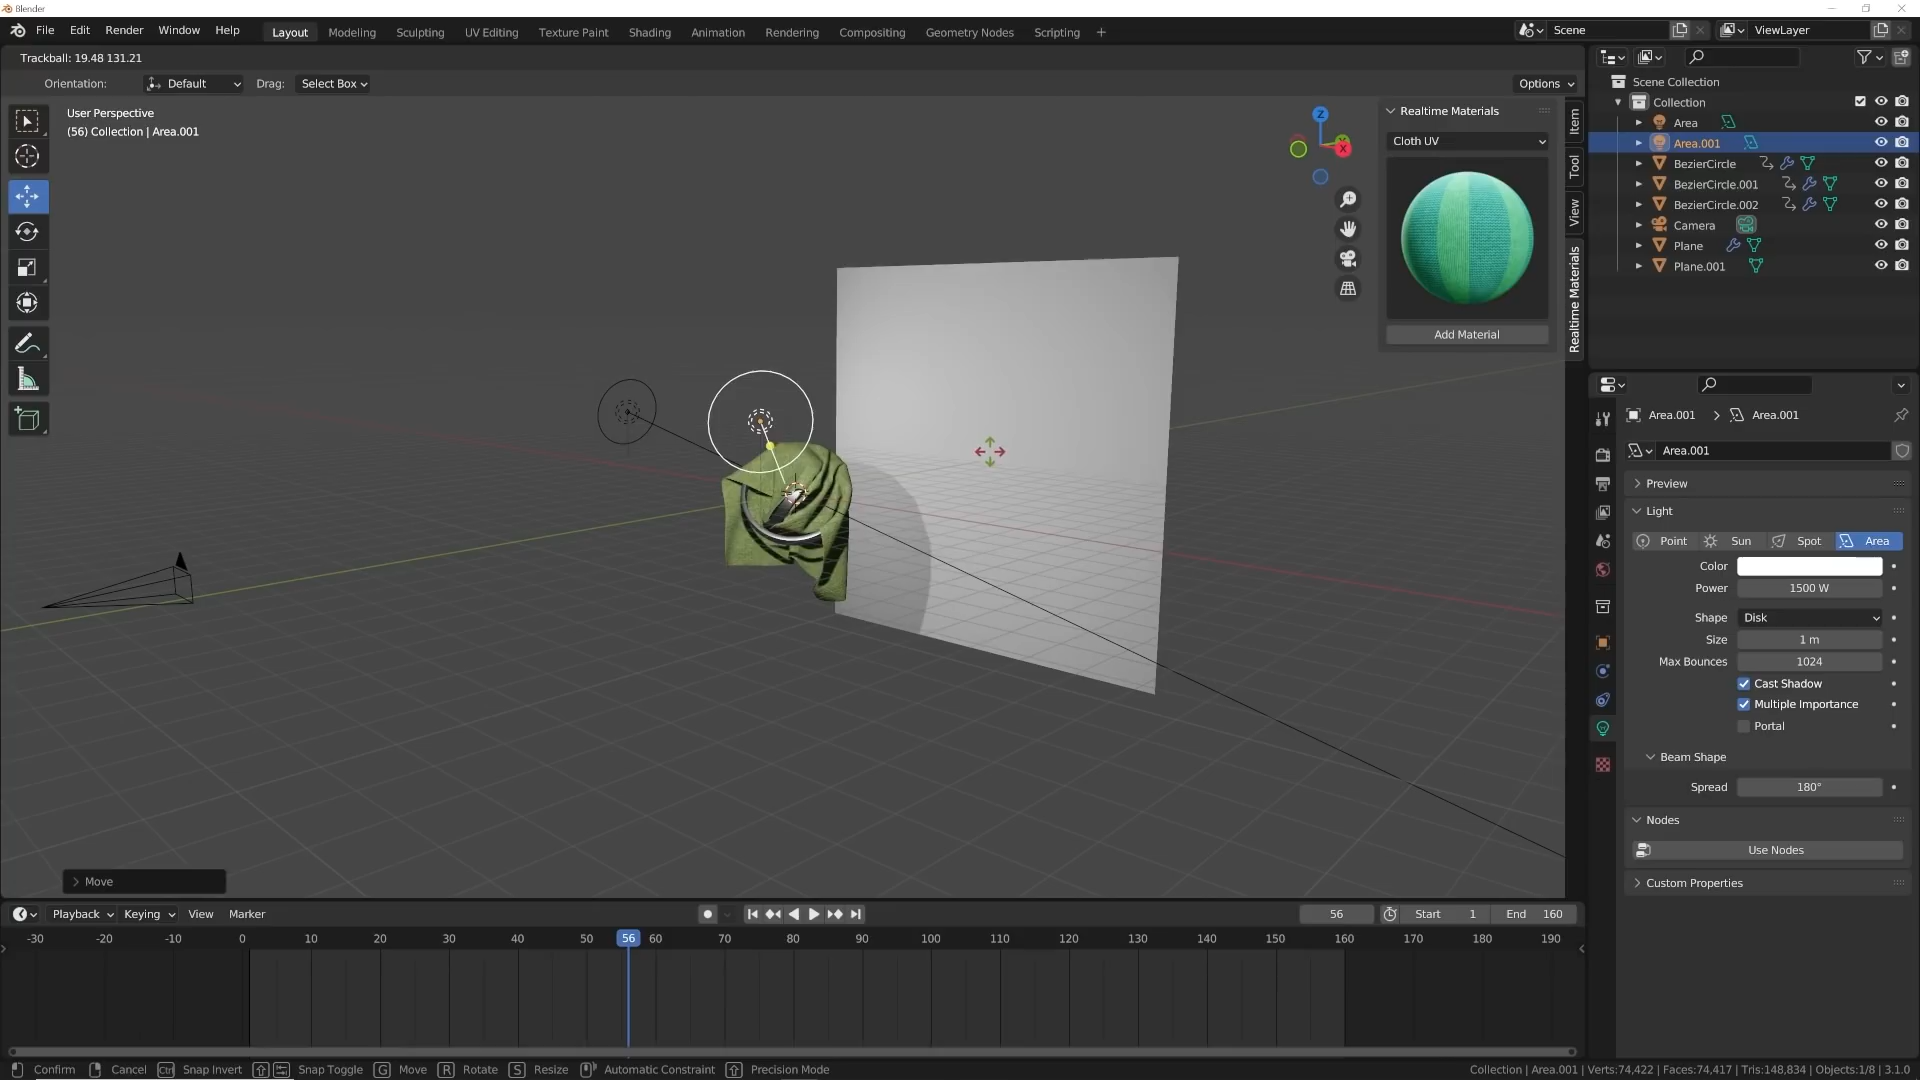 Blender
File Edit Render Window Help Layout Modeling Sculpting UV Editing Texture Paint Shading Animation Rendering Compositing Geometry Nodes Scripting + Scene ViewLayer
Trackball: 19.48 131.21
Orientation: Default Drag: Select Box Options
User Perspective
(56) Collection | Area.001
Z
X
Realtime Materials
Cloth UV
Add Material
Item
Tool
View
Realtime Materials
Scene Collection
Collection
Area
Area.001
BezierCircle
BezierCircle.001
BezierCircle.002
Camera
Plane
Plane.001
Area.001 > Area.001
Area.001
Preview
Light
Point Sun Spot Area
Color
Power 1500 W
Shape Disk
Size 1 m
Max Bounces 1024
Cast Shadow
Multiple Importance
Portal
Beam Shape
Spread 180°
Nodes
Use Nodes
Custom Properties
Move
Playback Keying View Marker 56 Start 1 End 160
-30 -20 -10 0 10 20 30 40 50 56 60 70 80 90 100 110 120 130 140 150 160 170 180 190
Confirm Cancel Ctrl Snap Invert Snap Toggle G Move R Rotate S Resize Automatic Constraint Precision Mode Collection | Area.001 | Verts:74,422 | Faces:74,417 | Tris:148,834 | Objects:1/8 | 3.1.0